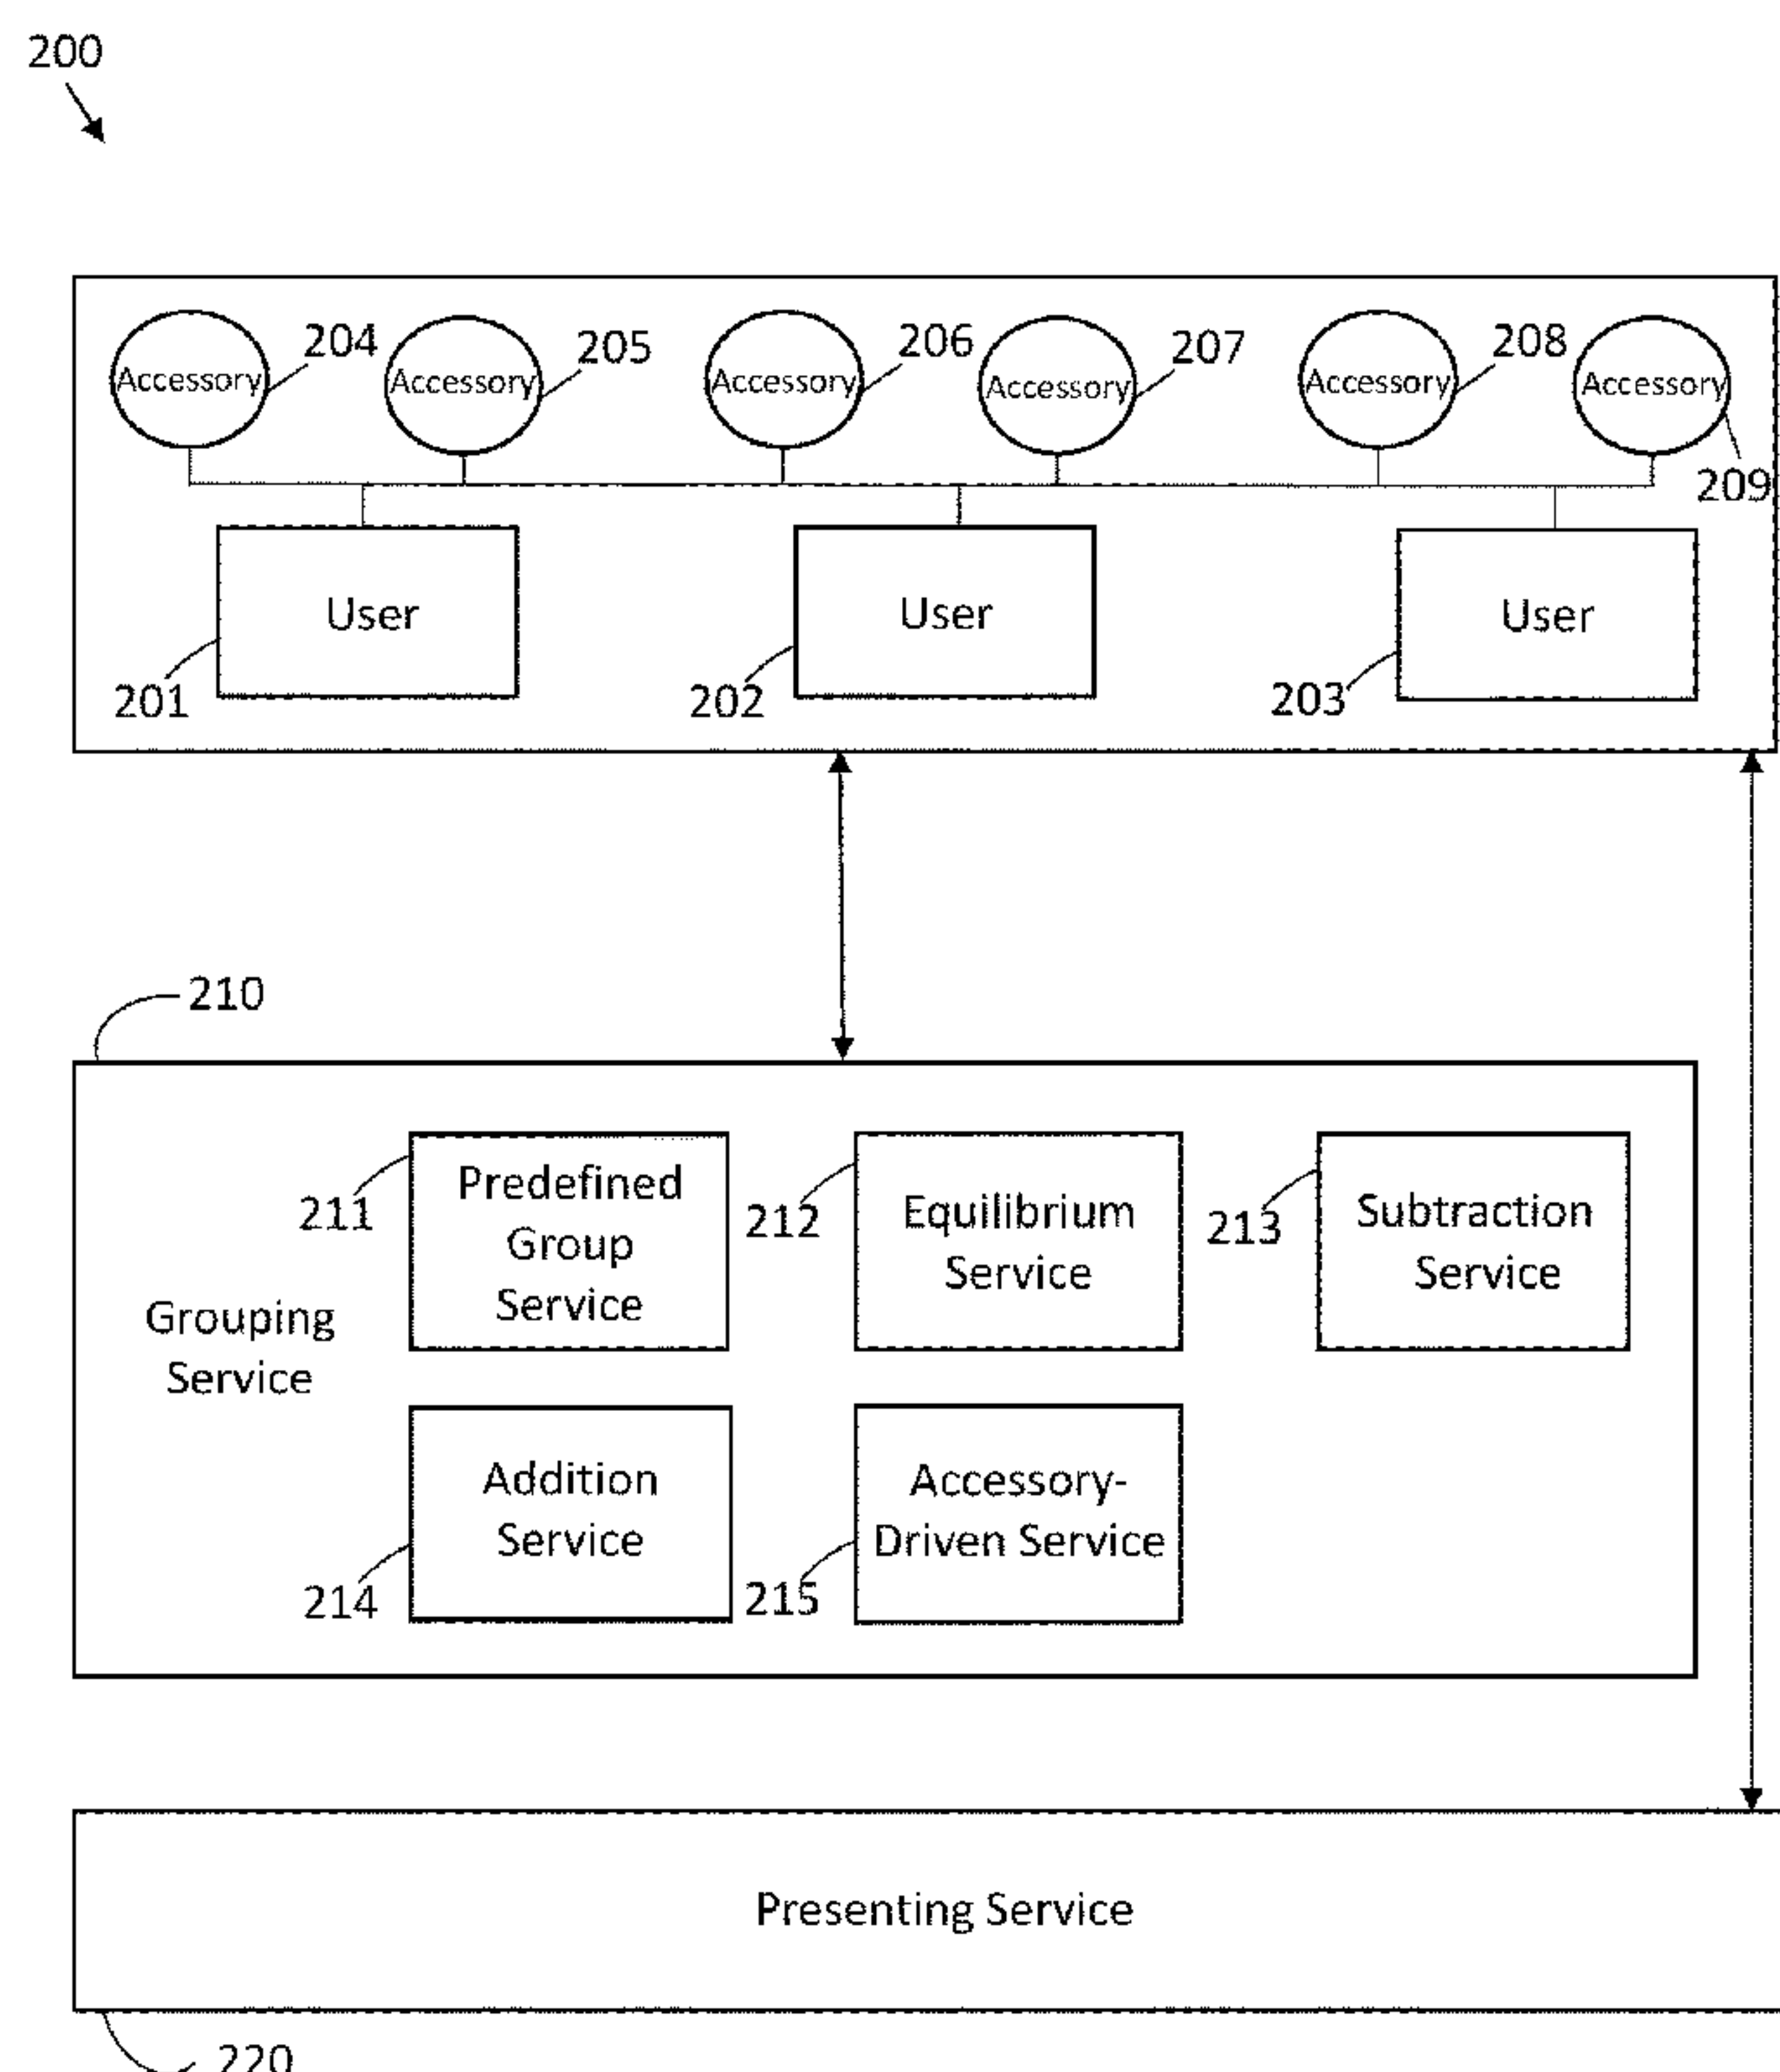 200
Accessory 204
Accessory 205
Accessory 206
Accessory 207
Accessory 208
Accessory
209
User
User
User
201
202
203
210
Predefined
Group
Service
211
Equilibrium
Service
212
Subtraction
Service
213
Grouping
Service
Addition
Service
214
Accessory-
Driven Service
215
Presenting Service
220